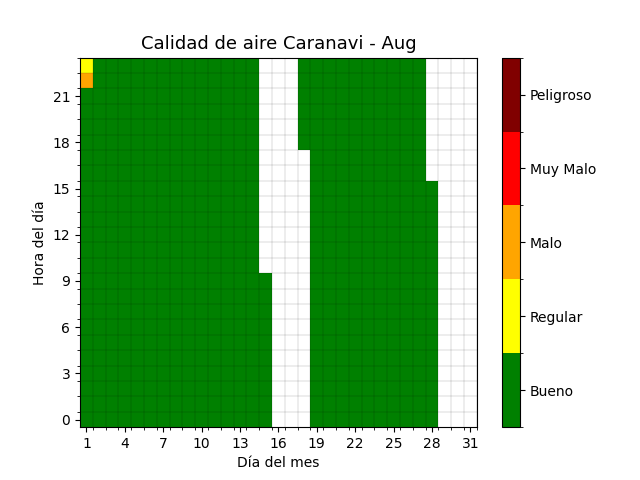 Calidad de aire Caranavi - Aug
Hora del día
21
18
15
12
9
6
3
0
1 4 7 10 13 16 19 22 25 28 31
Día del mes
Peligroso
Muy Malo
Malo
Regular
Bueno